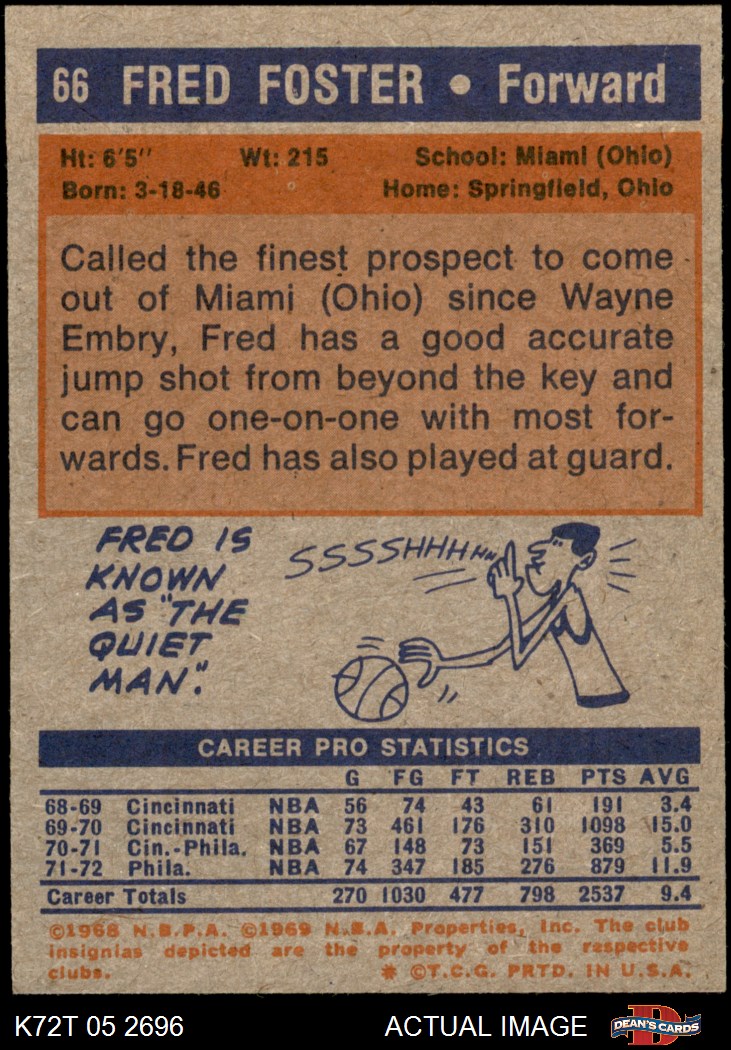 66 FRED FOSTER • Forward
Ht: 6'5" Wt: 215 School: Miami (Ohio)
Born: 3-18-46 Home: Springfield, Ohio
Called the finest prospect to come
out of Miami (Ohio) since Wayne
Embry, Fred has a good accurate
jump shot from beyond the key and
can go one-on-one with most for-
wards. Fred has also played at guard.
FRED IS
KNOWN
AS "THE
QUIET
MAN".
SSSSHHHHHH
CAREER PRO STATISTICS
G FG FT REB PTS AVG
68-69 Cincinnati NBA 56 74 43 61 191 3.4
69-70 Cincinnati NBA 73 461 176 310 1098 15.0
70-71 Cin.-Phila. NBA 67 148 73 151 369 5.5
71-72 Phila. NBA 74 347 185 276 879 11.9
Career Totals 270 1030 477 798 2537 9.4
©1968 N.B.P.A. ©1969 N.B.A. Properties, Inc. The club
insignias depicted are the property of the respective
clubs. * ©T.C.G. PRTD. IN U.S.A.
K72T 05 2696 ACTUAL IMAGE D DEAN'S CARDS